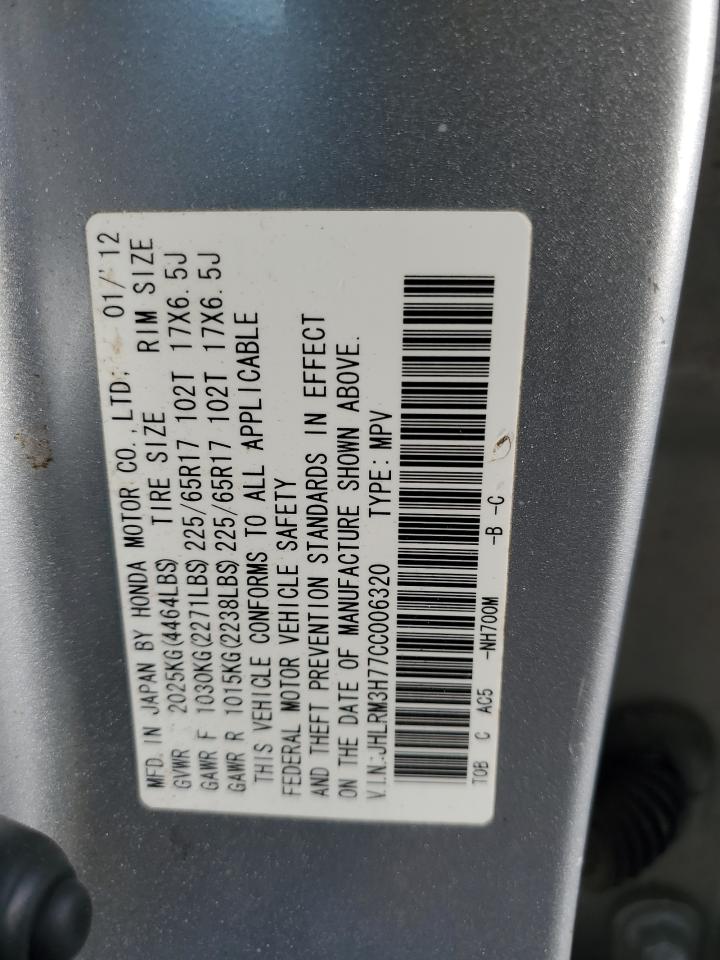 MFD. IN JAPAN BY HONDA MOTOR CO., LTD. 01/'12
GVWR 2025KG(4464LBS) TIRE SIZE RIM SIZE
GAWR F 1030KG(2271LBS) 225/65R17 102T 17X6.5J
GAWR R 1015KG(2238LBS) 225/65R17 102T 17X6.5J
THIS VEHICLE CONFORMS TO ALL APPLICABLE
FEDERAL MOTOR VEHICLE SAFETY
AND THEFT PREVENTION STANDARDS IN EFFECT
ON THE DATE OF MANUFACTURE SHOWN ABOVE.
V.I.N:JHLRM3H77CC006320 TYPE: MPV
T0B C AC5 -NH700M -B -C